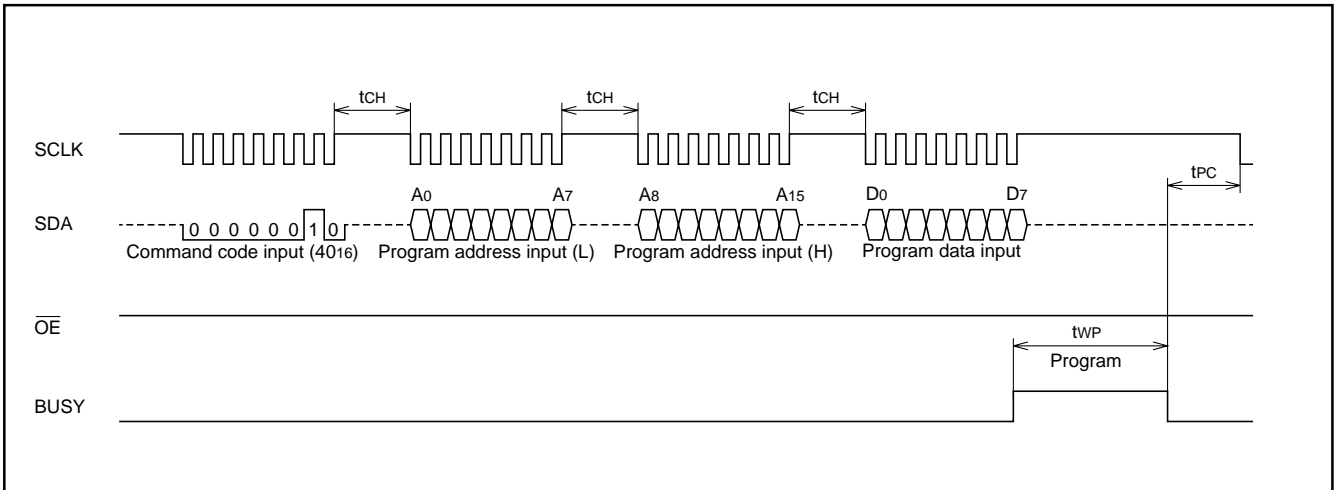 tCH tCH tCH
SCLK
tPC
A0 A7 A8 A15 D0 D7
SDA
0 0 0 0 0 0 1 0
Command code input (4016) Program address input (L) Program address input (H) Program data input
OE
tWP
Program
BUSY